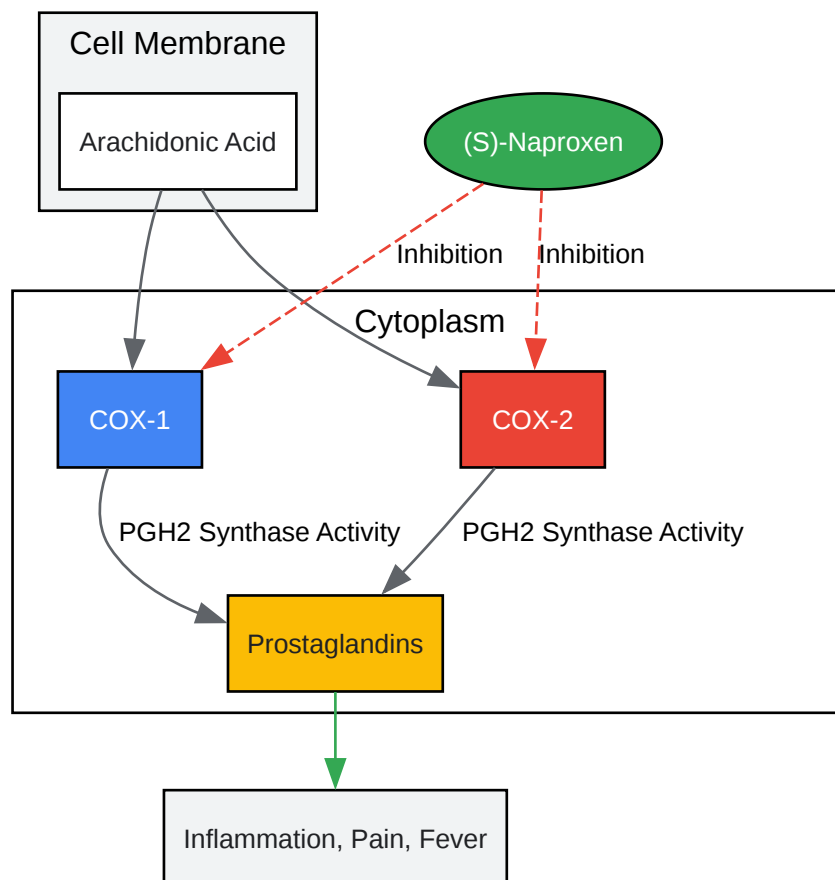 Cell Membrane
Arachidonic Acid
(S)-Naproxen
Inhibition
Inhibition
Cytoplasm
COX-1
COX-2
PGH2 Synthase Activity
PGH2 Synthase Activity
Prostaglandins
Inflammation, Pain, Fever